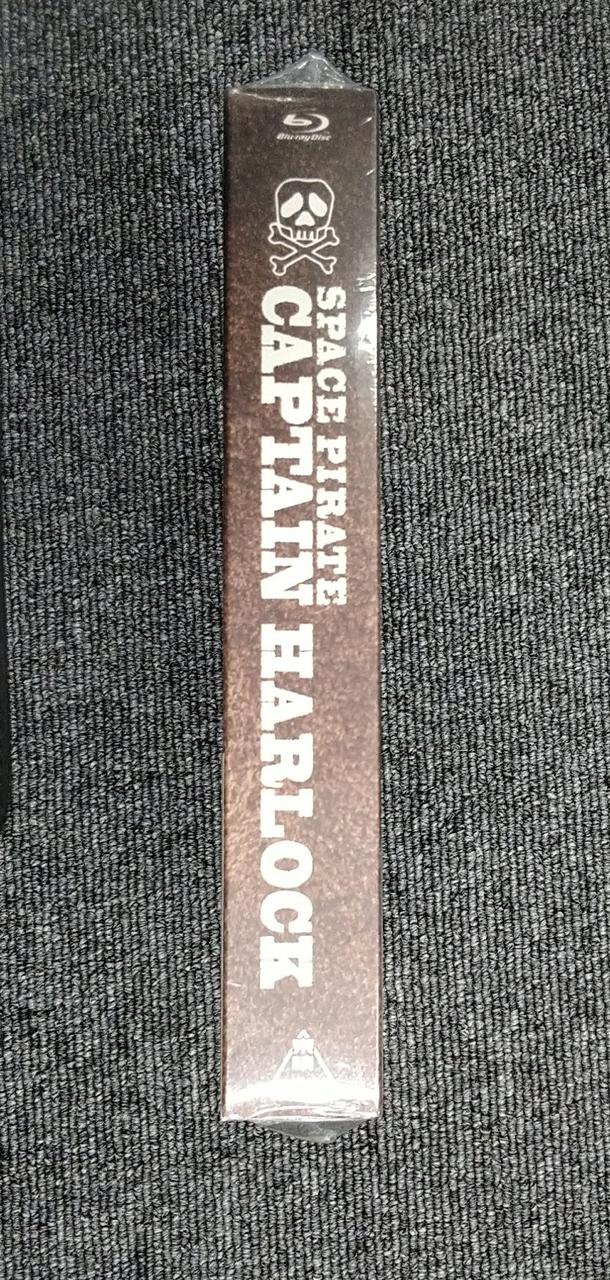 Blu-ray Disc
SPACE PIRATE
CAPTAIN HARLOCK